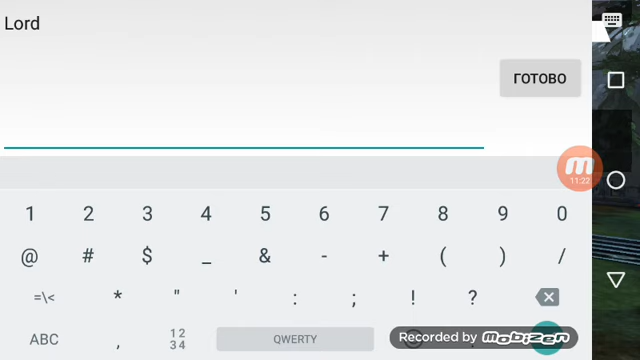 Lord
ГОТОВО
11:22
1 2 3 4 5 6 7 8 9 0
@ # $ _ & - + ( ) /
=\< * " ' : ; ! ?
ABC , 12 34 QWERTY
Recorded by mobizen